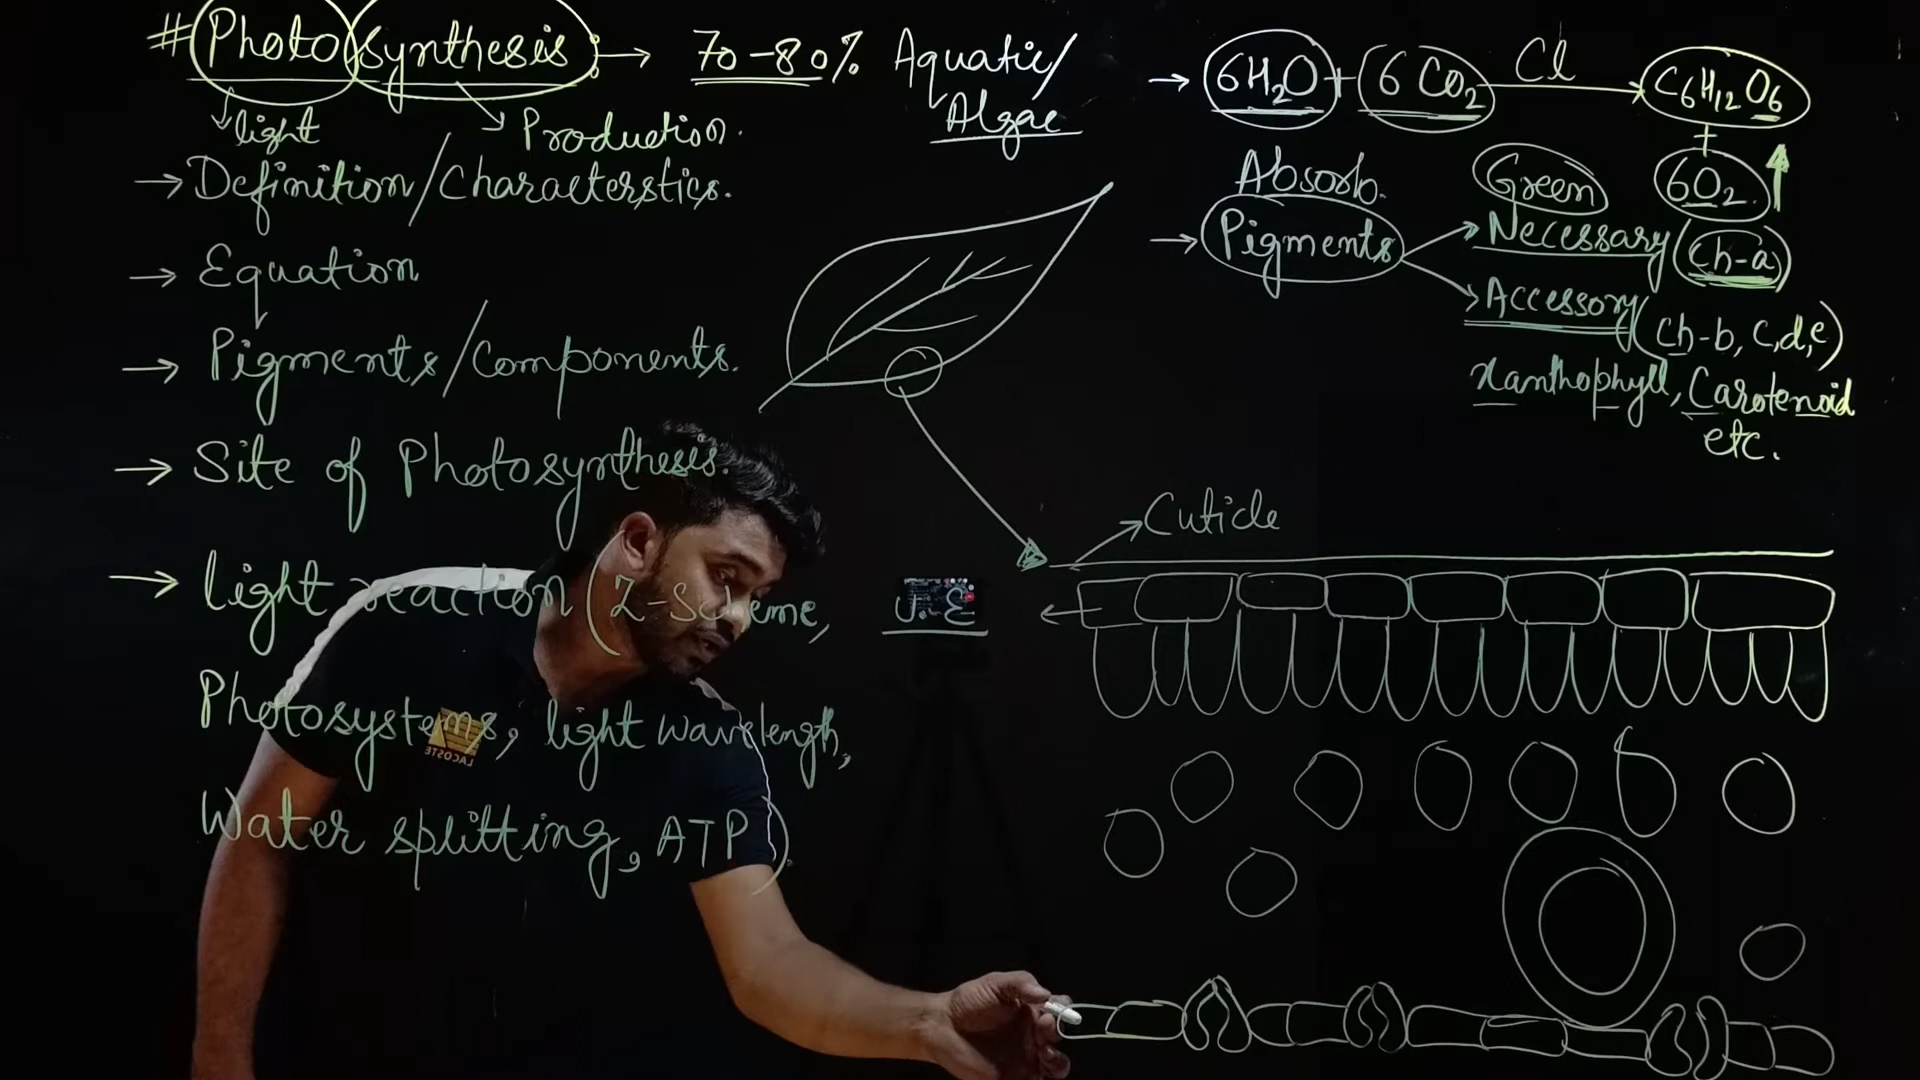 #Photosynthesis: → 70-80% Aquatic/
Algae
light
Production.
→ Definition/Characterstics.
→ Equation
→ Pigments/Components.
→ Site of Photosynthesis.
→ light reaction (Z-Scheme,
Photosystems, light wavelength,
Water splitting, ATP).
→ 6H₂O + 6CO₂ Cl → C₆H₁₂O₆
+
6O₂ ↑
Absorb.
→ Pigments
Green
Necessary (Ch-a)
Accessory (Ch-b, c, d, e)
Xanthophyll, Carotenoid
etc.
Cuticle
U.E
LACOSTE